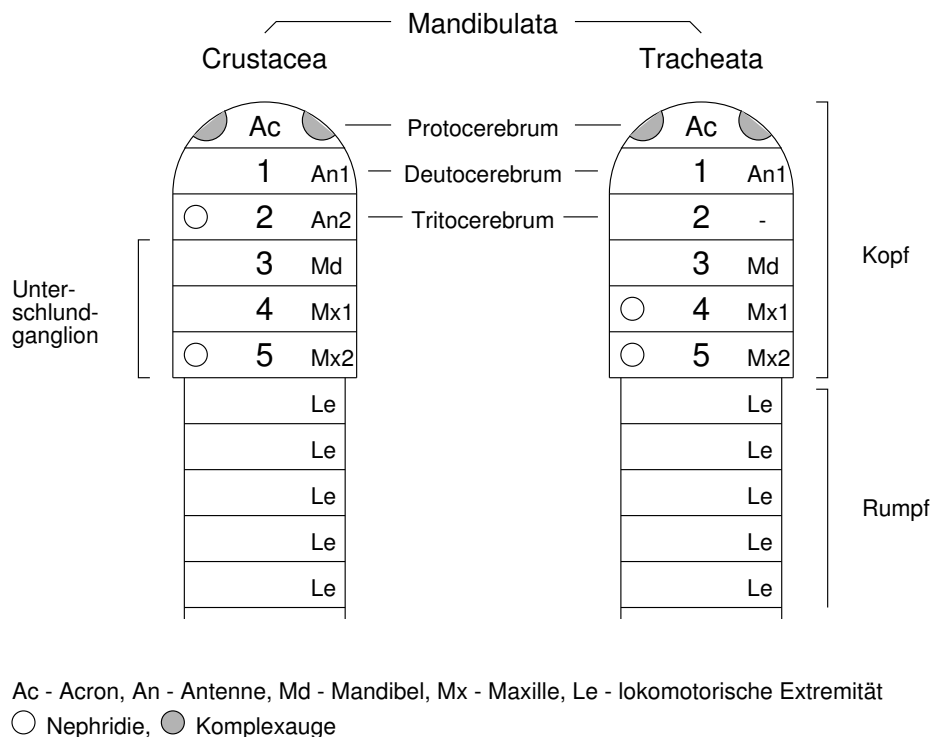 Mandibulata
Crustacea Tracheata
Ac Protocerebrum Ac
1 An1 Deutocerebrum 1 An1
2 An2 Tritocerebrum 2 -
3 Md 3 Md
Kopf
Unter-
schlund-
ganglion
4 Mx1 4 Mx1
5 Mx2 5 Mx2
Le Le
Le Le
Le Le
Rumpf
Le Le
Le Le
Ac - Acron, An - Antenne, Md - Mandibel, Mx - Maxille, Le - lokomotorische Extremität
Nephridie, Komplexauge